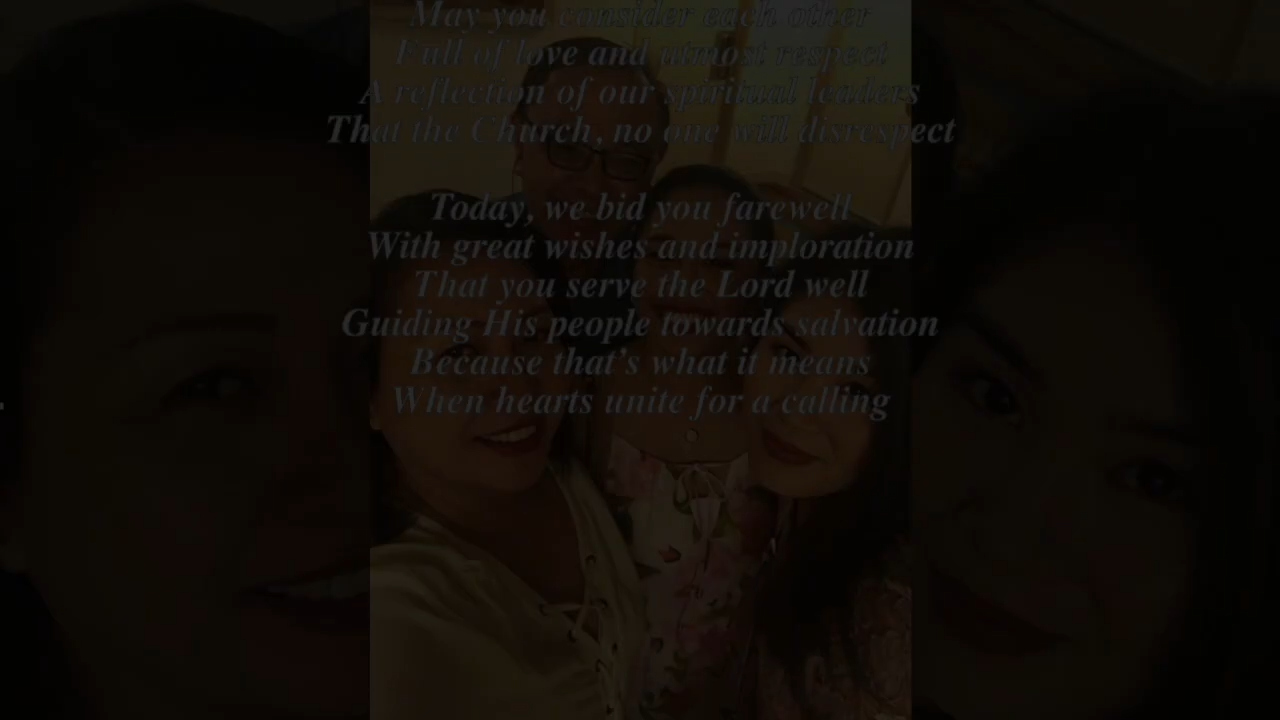 May you consider each other
Full of love and utmost respect
A reflection of our spiritual leaders
That the Church, no one will disrespect
Today, we bid you farewell
With great wishes and imploration
That you serve the Lord well
Guiding His people towards salvation
Because that's what it means
When hearts unite for a calling